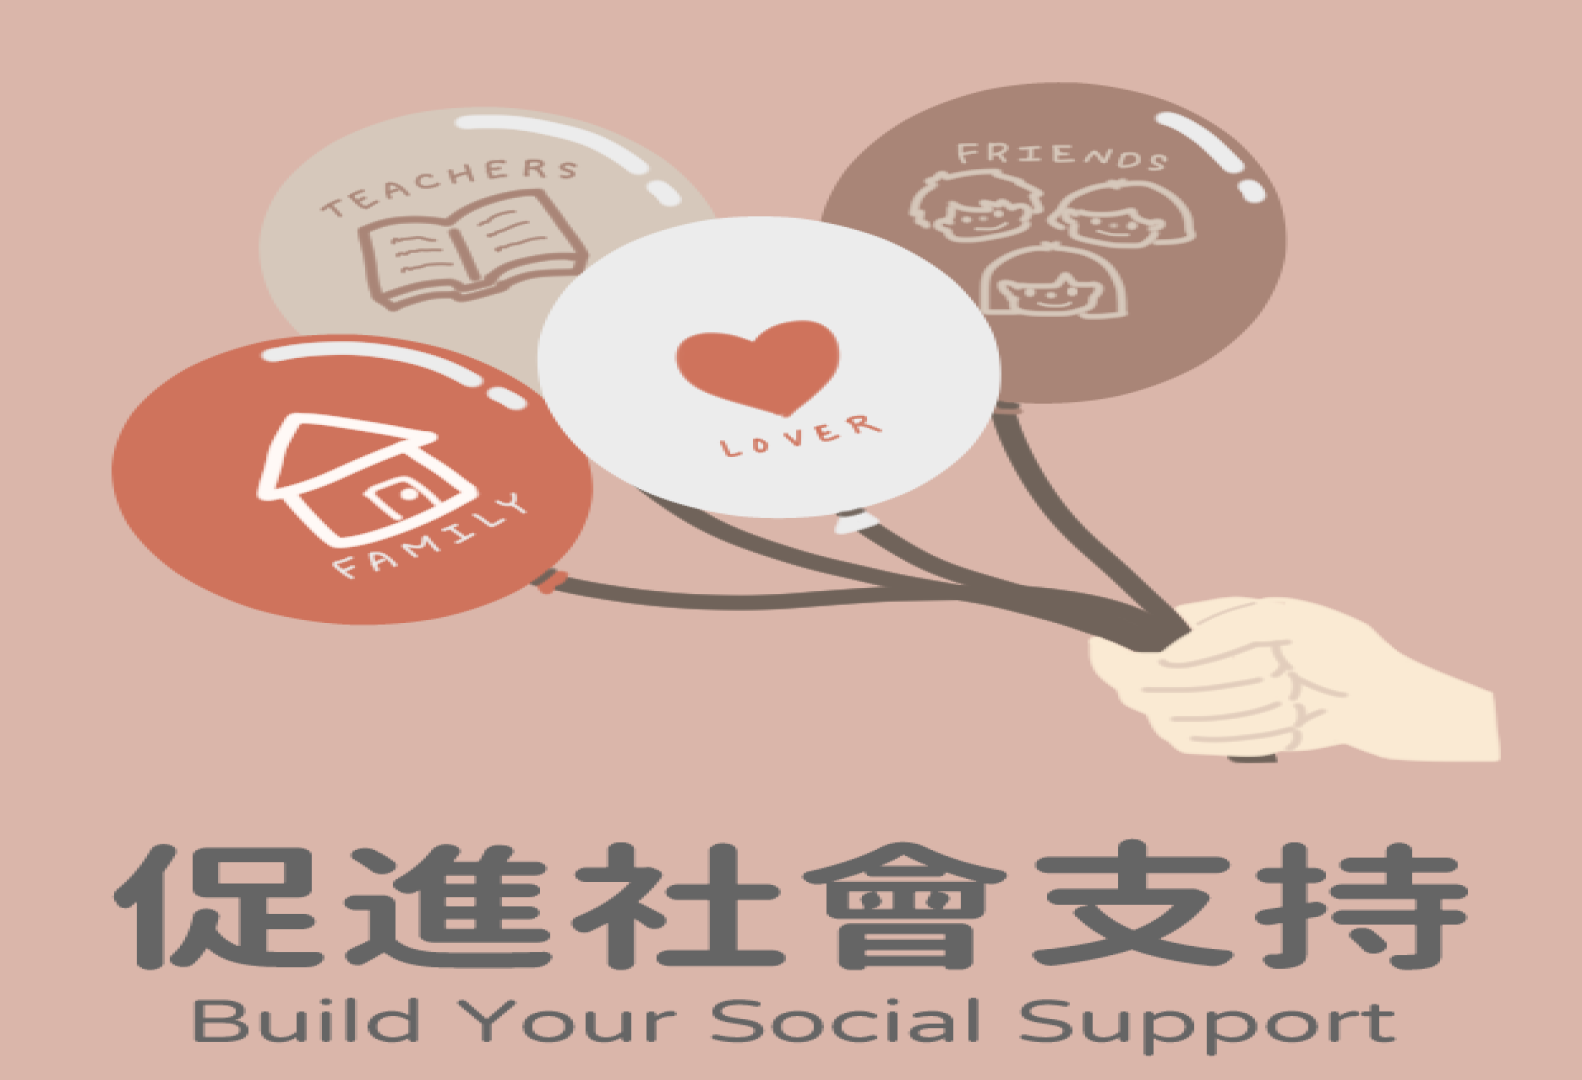 TEACHERS
FRIENDS
LOVER
FAMILY
促進社會支持
Build Your Social Support